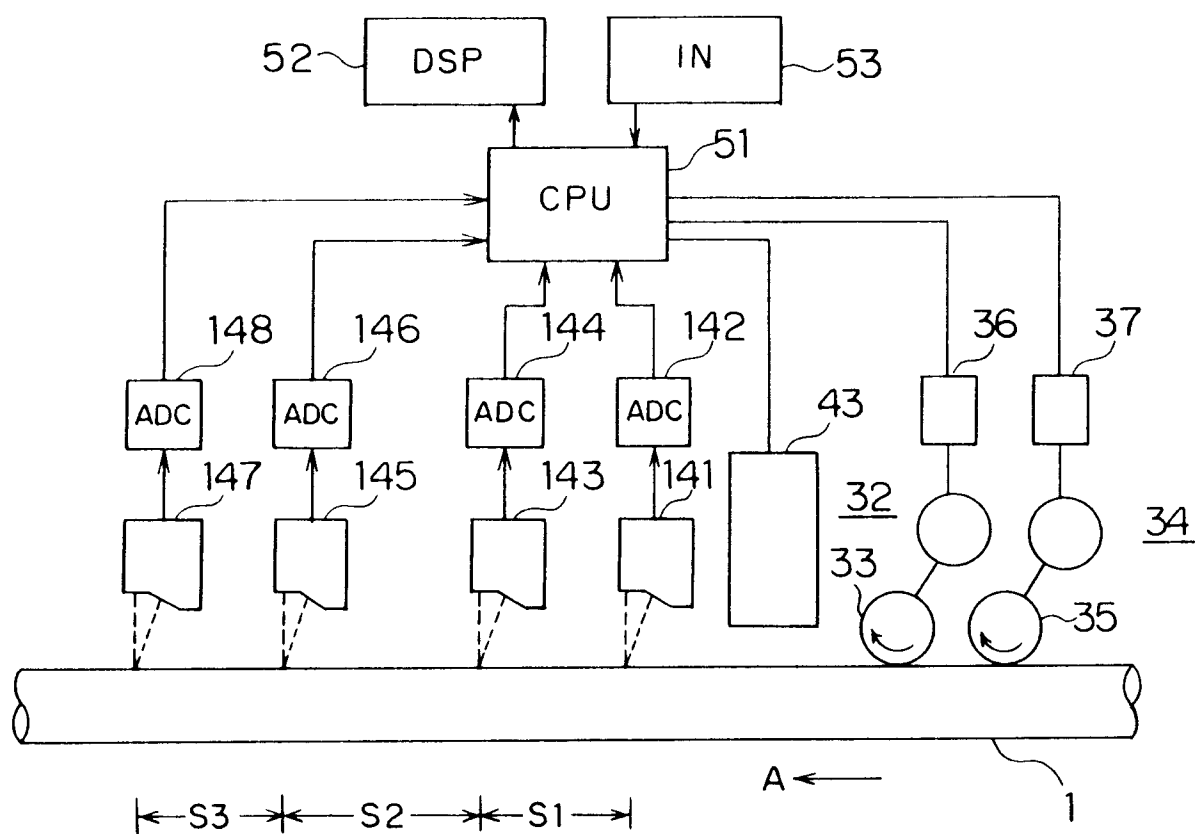 52 DSP IN 53
51
CPU
148 146 144 142 36 37
ADC ADC ADC ADC 43
147 145 143 141 32 34
33 35
A 1
S3 S2 S1